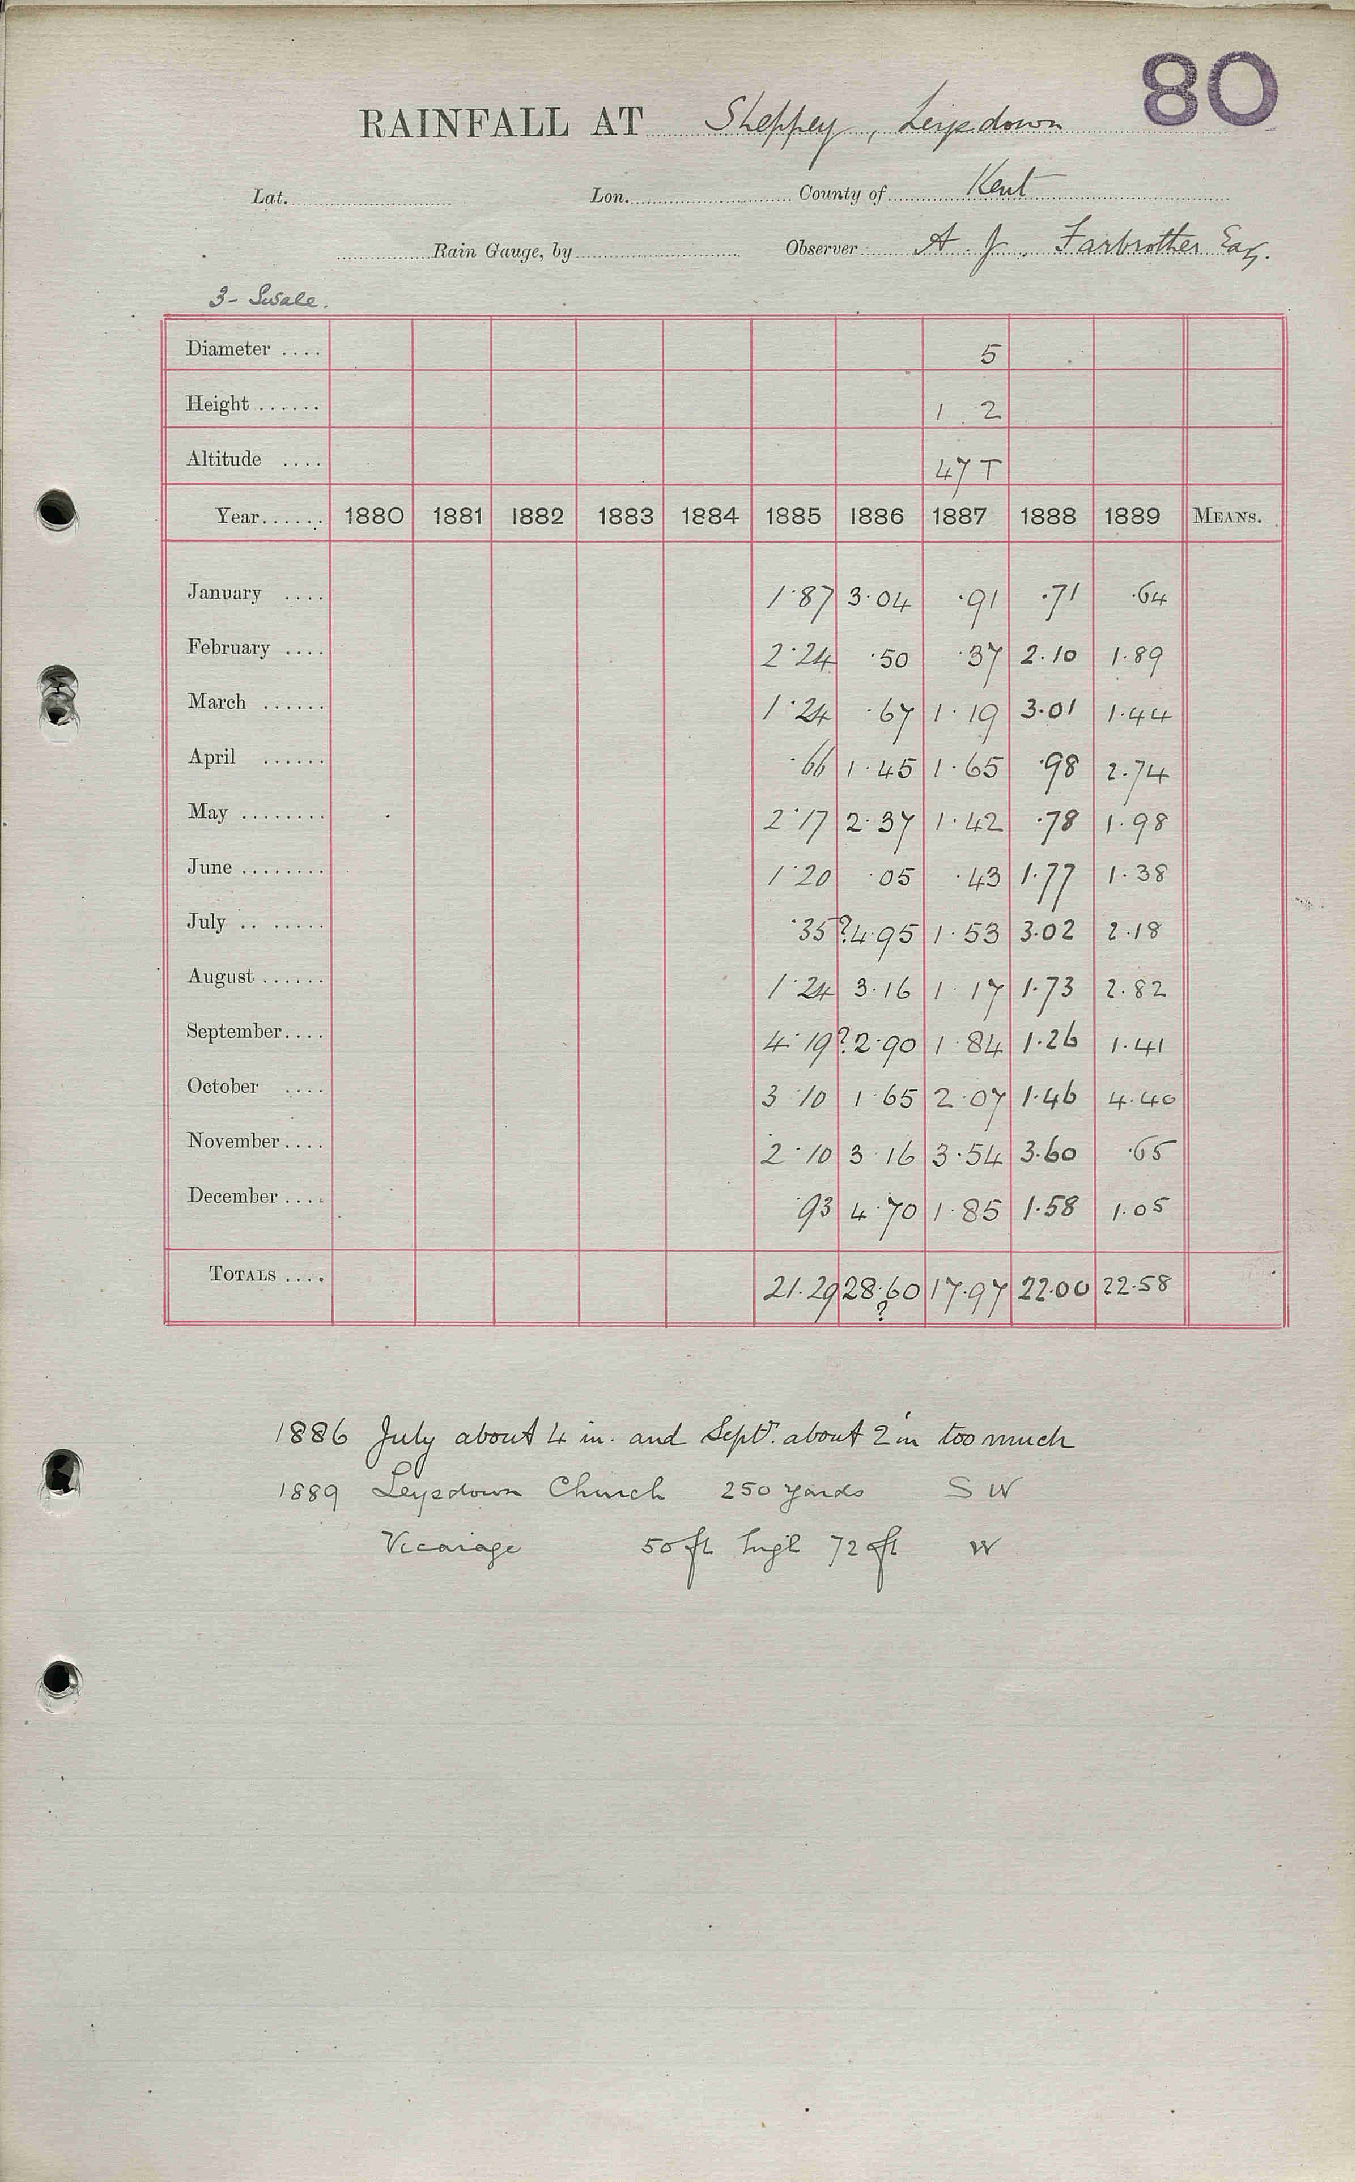 80
RAINFALL AT Sheppey, Leysdown
Lat. Lon. County of Kent
Rain Gauge, by Observer A. J. Farbrother Esq.
3- Swale.
Diameter .... 5
Height ...... 1 2
Altitude .... 47 T
Year...... 1880 1881 1882 1883 1884 1885 1886 1887 1888 1889 MEANS.
January .... 1·87 3·04 ·91 ·71 ·64
February .... 2·24 ·50 ·37 2.10 1.89
March ...... 1·24 ·67 1·19 3·01 1·44
April ...... ·66 1·45 1·65 ·98 2.74
May ........ 2·17 2·37 1·42 ·78 1·98
June ........ 1·20 ·05 ·43 1·77 1·38
July .. ..... ·35 ?4·95 1·53 3·02 2·18
August ...... 1·24 3·16 1·17 1·73 2.82
September.... 4·19 ?2·90 1·84 1·26 1·41
October .... 3·10 1·65 2·07 1·46 4.40
November.... 2·10 3·16 3·54 3·60 ·65
December .... ·93 4·70 1·85 1·58 1·05
TOTALS .... 21.29 28·60 ? 17·97 22·00 22·58
1886 July about 4 in. and Septr. about 2 in too much
1889 Leysdown Church 250 yards S W
Vicarage 50 ft high 72 ft W